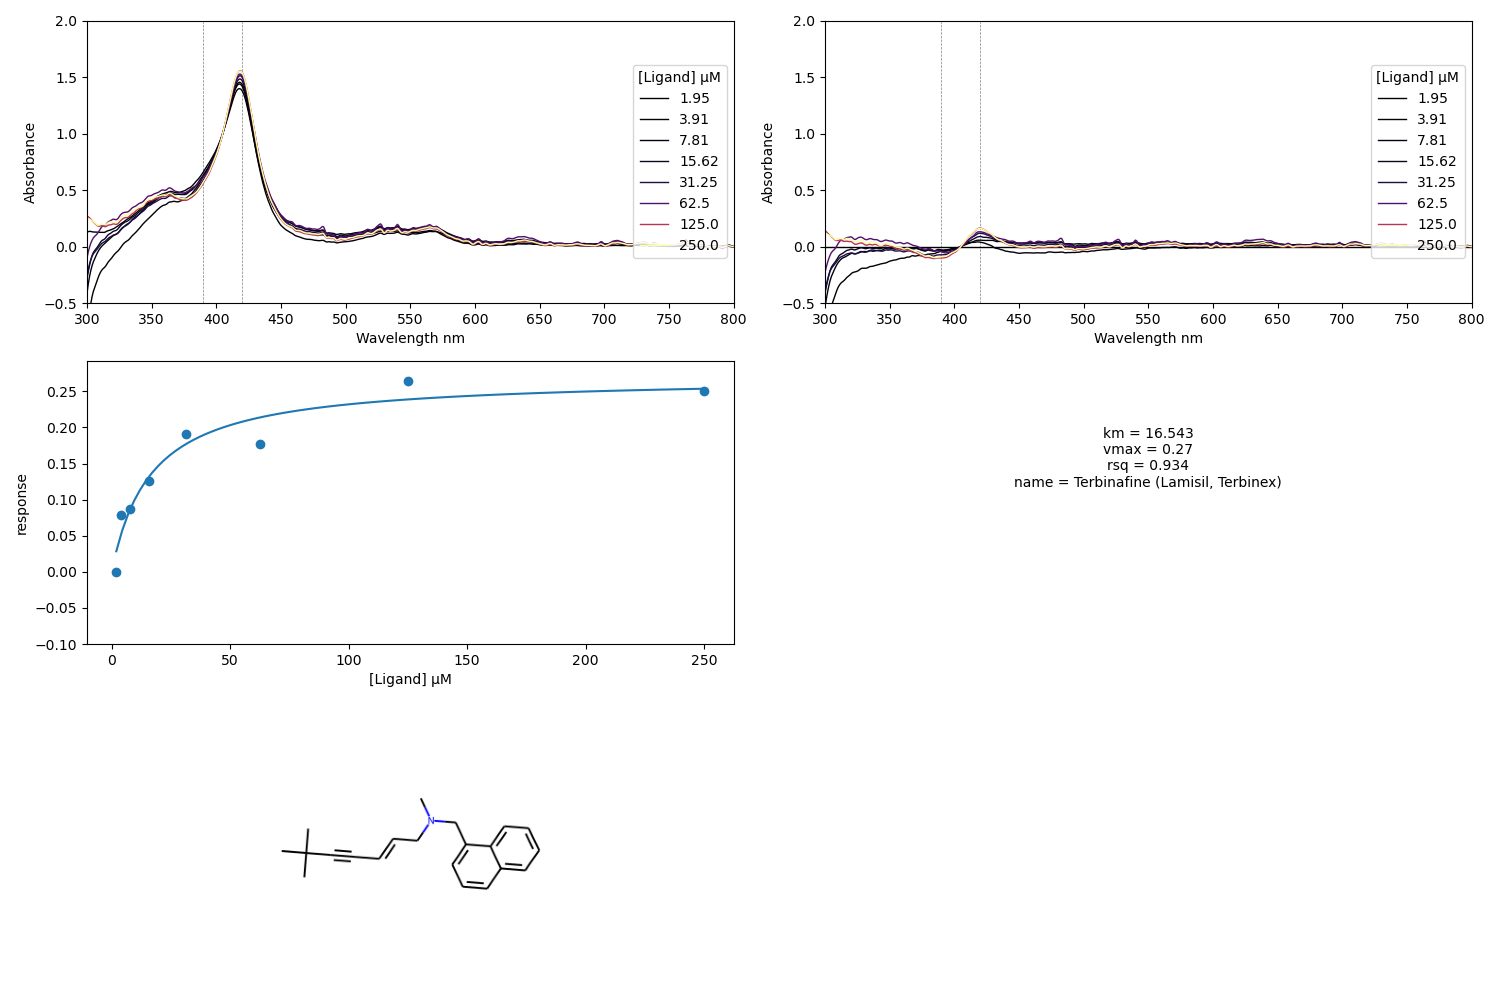 2.0
1.5
1.0
0.5
0.0
−0.5
Absorbance
300 350 400 450 500 550 600 650 700 750 800
Wavelength nm
[Ligand] µM
1.95
3.91
7.81
15.62
31.25
62.5
125.0
250.0
2.0
1.5
1.0
0.5
0.0
−0.5
Absorbance
300 350 400 450 500 550 600 650 700 750 800
Wavelength nm
[Ligand] µM
1.95
3.91
7.81
15.62
31.25
62.5
125.0
250.0
0.25
0.20
0.15
0.10
0.05
0.00
−0.05
−0.10
response
0 50 100 150 200 250
[Ligand] µM
km = 16.543
vmax = 0.27
rsq = 0.934
name = Terbinafine (Lamisil, Terbinex)
N